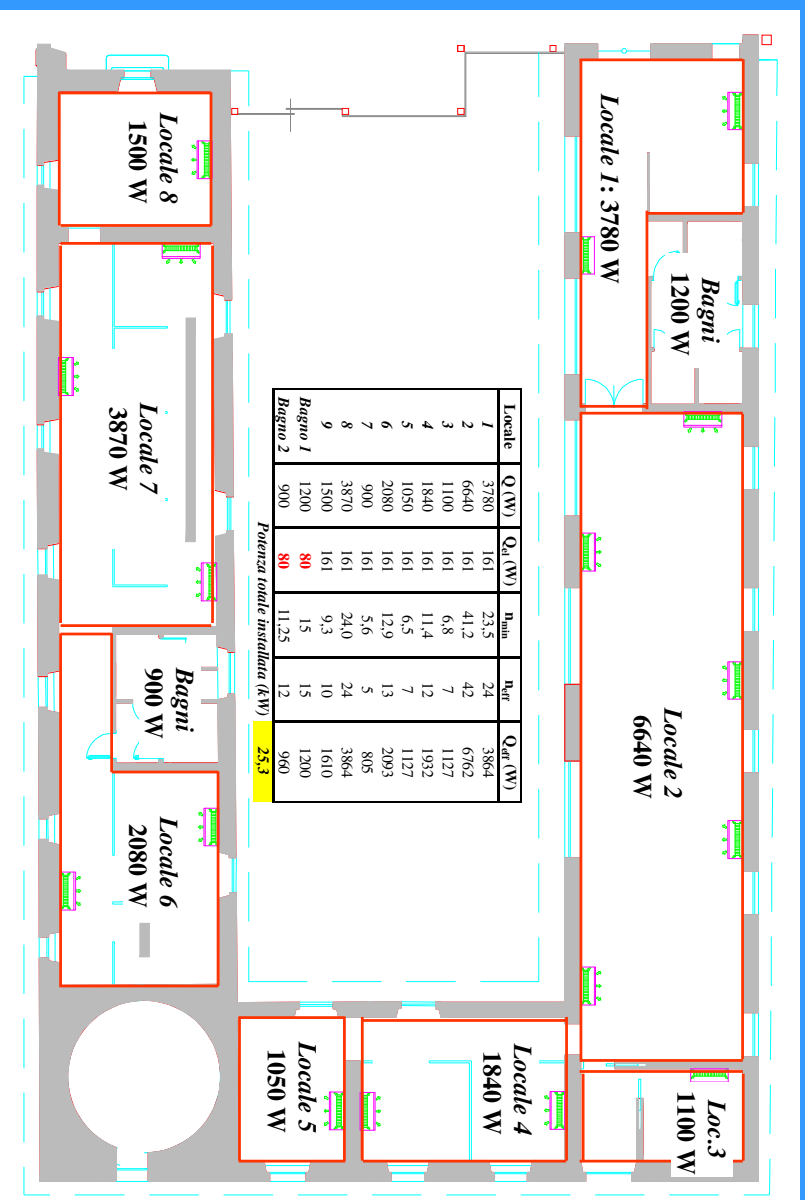 Locale 1: 3780 W
Bagni
1200 W
Locale 2
6640 W
Loc.3
1100 W
Locale 4
1840 W
Locale Q (W) Qel (W) nmin neff Qeff (W)
1 3780 161 23,5 24 3864
2 6640 161 41,2 42 6762
3 1100 161 6,8 7 1127
4 1840 161 11,4 12 1932
5 1050 161 6,5 7 1127
6 2080 161 12,9 13 2093
7 900 161 5,6 5 805
8 3870 161 24,0 24 3864
9 1500 161 9,3 10 1610
Bagno 1 1200 80 15 15 1200
Bagno 2 900 80 11,25 12 960
Potenza totale installata (kW) 25,3
Locale 5
1050 W
Locale 8
1500 W
Locale 7
3870 W
Bagni
900 W
Locale 6
2080 W